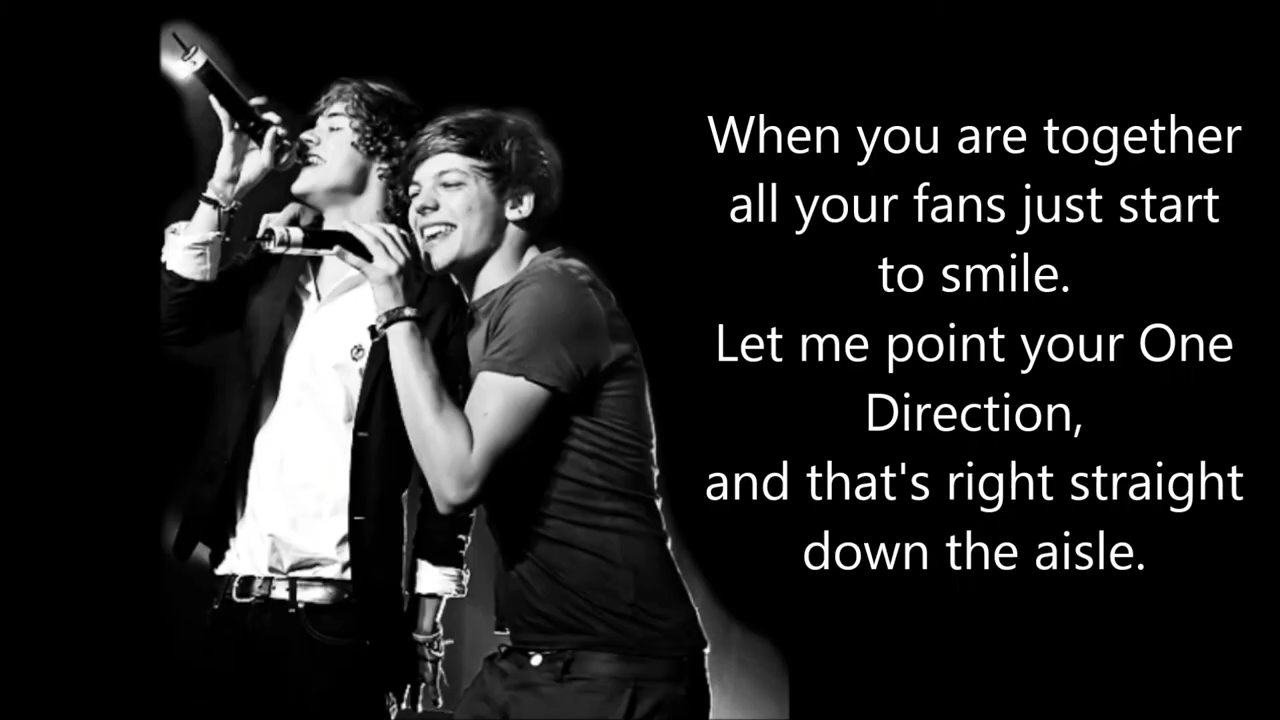 When you are together
all your fans just start
to smile.
Let me point your One
Direction,
and that's right straight
down the aisle.